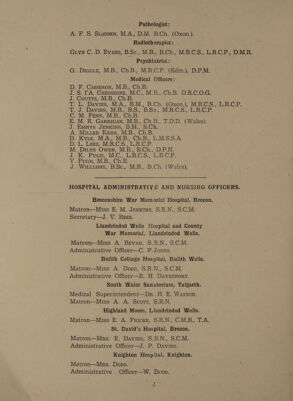 Pathologist:
A. F. S. Sladden, M.A., D.M. B.Ch. (Oxon.).
Radiotherapist:
Glyn C. D. Evans, B.Sc., M.B., B.Ch., M.R.C.S., L.R.C.P., D.M.R.
Psychiatrist:
G. Diggle, M.B., Ch.B., M.R.C.P. (Edin.), D.P.M.
Medical Officers:
D. F. Cameron, M.B., Ch.B.
J. S. I'A. Cheshire, M.C., M.B., Ch.B. D.R.C.O.G.
J. Coutts, M.B., Ch.B.
T. L. Davies, M.A., B.M., B.Ch. (Oxon.), M.R.C.S., L.R.C.P.
T. J. Davies, M.B., B.S., B.Sc., M.R.C.S., L.R.C.P.
C. M. Penn, M.B., Ch.B.
E. M. R. Garrigan, M.B., Ch.B., T.D.D. (Wales).
J. Emrys Jenkins, B.M., B.Ch.
A. Miller Kerr, M.B., Ch.B.
D. Kyle, M.A., M.B., Ch.B., L.M.S.S.A.
D. L. Lees, M.R.C.S., L.R.C.P.
M. Dilys Owen, M.B., B.Ch., D.P.H.
J. K. Pugh, M.C., L.R.C.S., L.R.C.P.
V. Pugh, M.B., Ch.B.
J. Williams, B.Sc., M.B., B.Ch. (Wales).
HOSPITAL ADMINISTRATIVE AND NURSING OFFICERS.
Breconshire War Memorial Hospital, Brecon.
Matron—Miss E. M. Jenkins, S.R.N., S.C.M.
Secretary—J. V. Rees.
Llandrindod Wells Hospital and County
War Memorial, Llandrindod Wells.
Matron—Miss A. Bevan, S.R.N., S.C.M.
Administrative Officer—C. P. Jones.
Builth Cottage Hospital, Builth Wells.
Matron—Miss A. Dodd, S.R.N., S.C.M.
Administrative Officer—E. H. Davenport.
South Wales Sanatorium, Talgarth.
Medical Superintendent—Dr. H. E. Watson.
Matron—Miss A. A. Scott, S.R.N.
Highland Moors, Llandrindod Wells.
Matron—Miss E. A. Fricke, S.R.N., C.M.B., T.A.
St. David's Hospital, Brecon.
Matron—Mrs. E. Davies, S.R.N., S.C.M.
Administrative Officer—J. P. Davies.
Knighton Hospital, Knighton.
Matron—Mrs. Dodd.
Administrative Officer—W. Dodd.